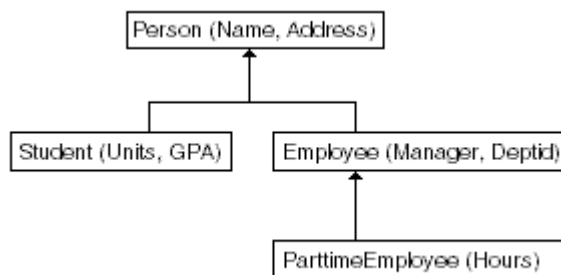 Person (Name, Address)
Student (Units, GPA)
Employee (Manager, Deptid)
ParttimeEmployee (Hours)